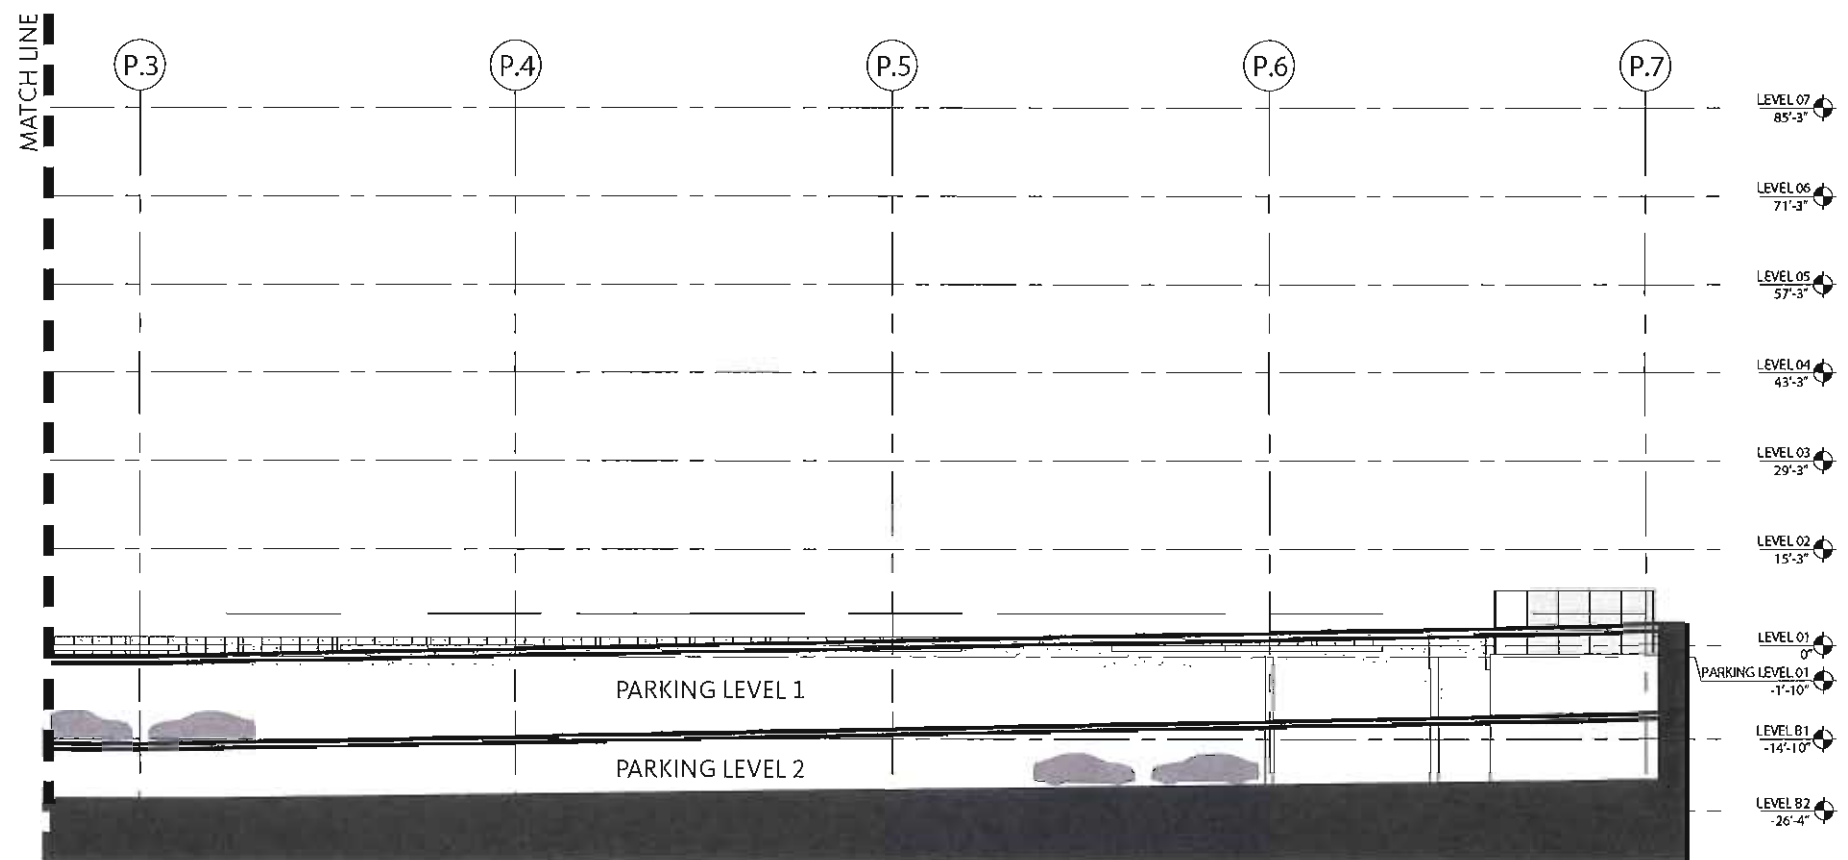 MATCH LINE
P.3
P.4
P.5
P.6
P.7
LEVEL 07
85'-3"
LEVEL 06
71'-3"
LEVEL 05
57'-3"
LEVEL 04
43'-3"
LEVEL 03
29'-3"
LEVEL 02
15'-3"
LEVEL 01
0"
PARKING LEVEL 01
-1'-10"
PARKING LEVEL 1
LEVEL B1
-14'-10"
PARKING LEVEL 2
LEVEL B2
-26'-4"